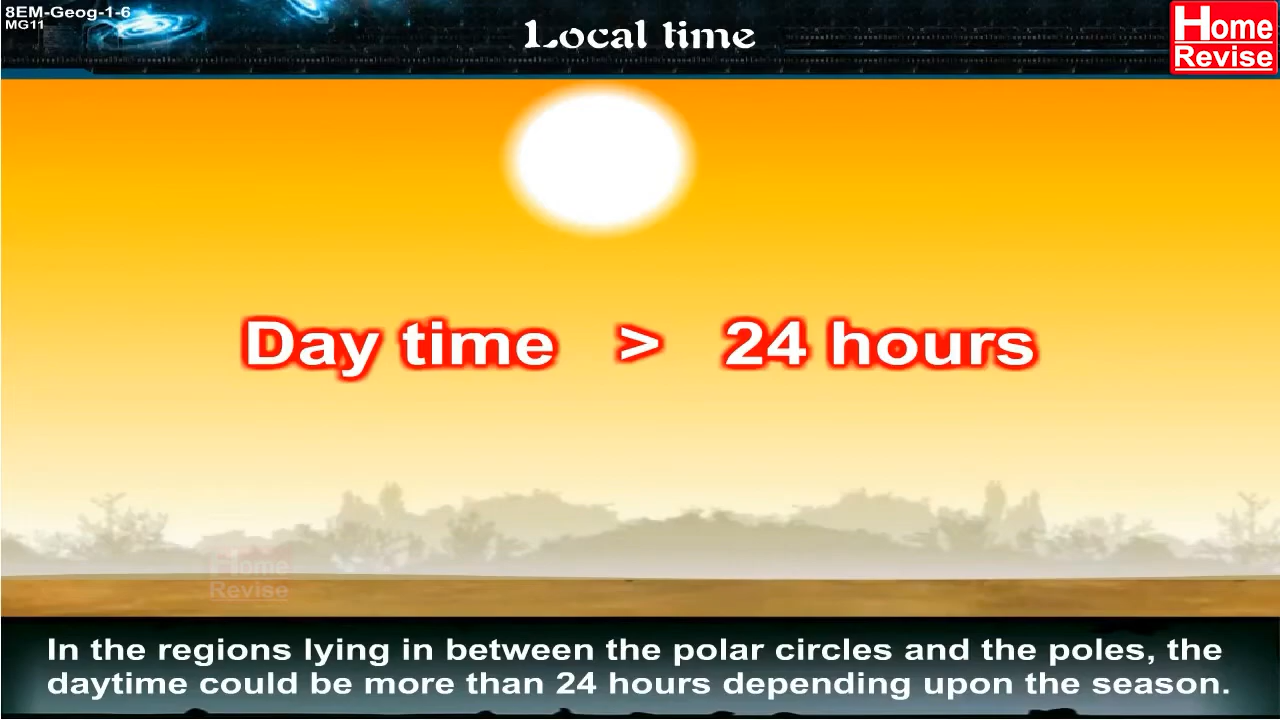 8EM-Geog-1-6
MG11
Local time
Home
Revise
Day time > 24 hours
Home
Revise
In the regions lying in between the polar circles and the poles, the
daytime could be more than 24 hours depending upon the season.